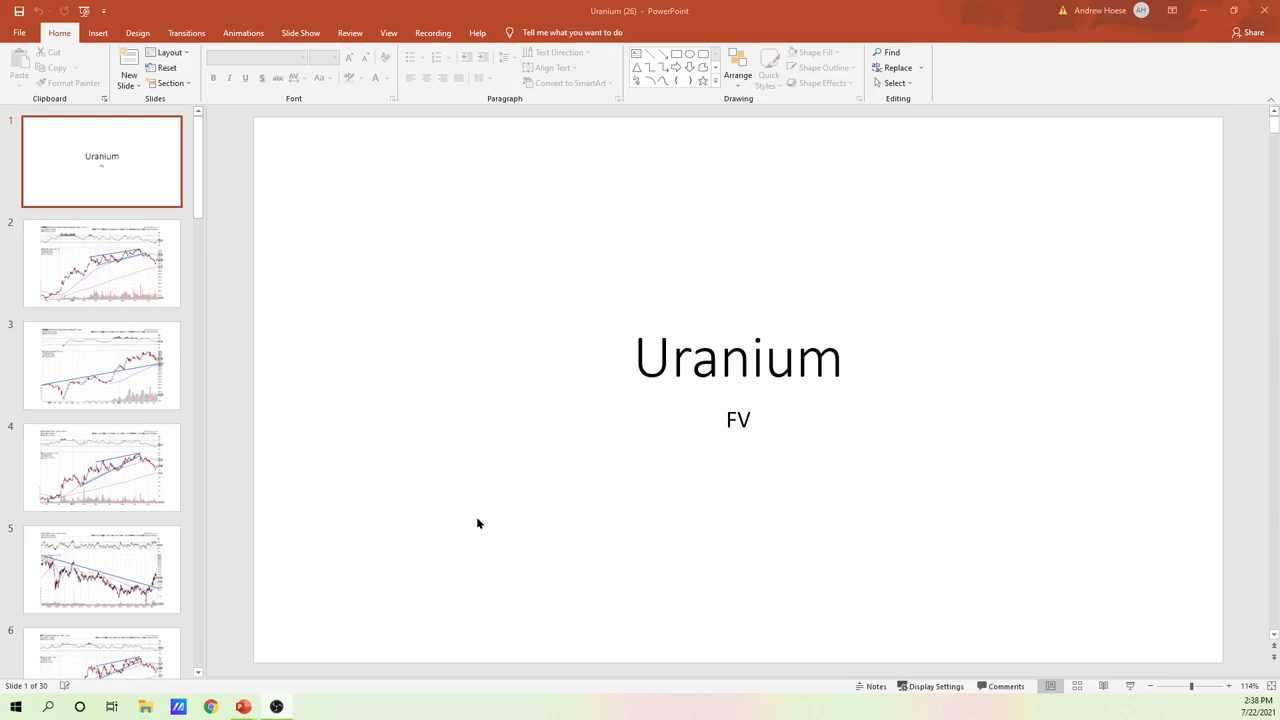 Uranium (26) - PowerPoint
Andrew Hoese AH
File Home Insert Design Transitions Animations Slide Show Review View Recording Help Tell me what you want to do Share
Paste
Cut
Copy
Format Painter
Clipboard
New
Slide
Layout
Reset
Section
Slides
B I U S abc AV Aa A
Font
Text Direction
Align Text
Convert to SmartArt
Paragraph
Arrange
Quick
Styles
Shape Fill
Shape Outline
Shape Effects
Drawing
Find
Replace
Select
Editing
1
Uranium
FV
2
3
4
5
6
Uranium
FV
Slide 1 of 30
Notes Display Settings Comments 114%
2:38 PM
7/22/2021